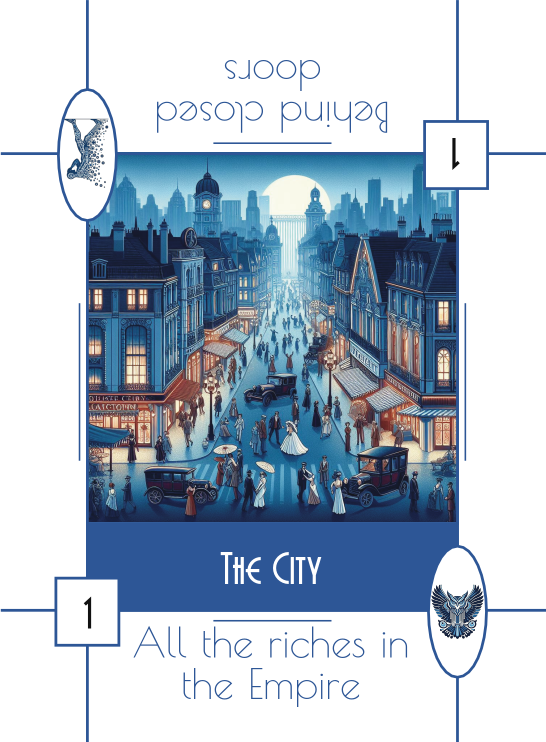 Behind closed
doors
1
The City
1
All the riches in
the Empire